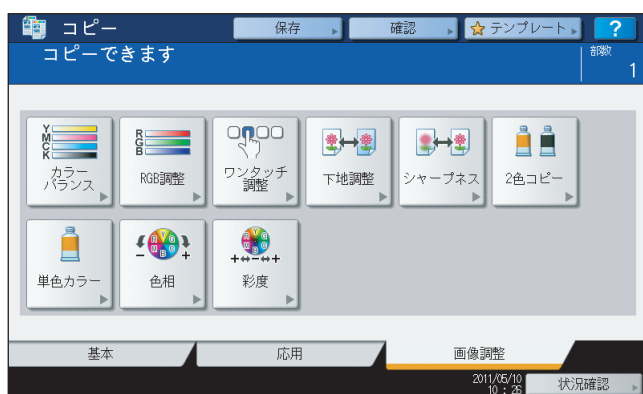 コピー
保存
確認
テンプレート
?
コピーできます
部数
1
Y
M
C
K
カラー
バランス
R
G
B
RGB調整
ワンタッチ
調整
下地調整
シャープネス
2色コピー
単色カラー
色相
彩度
基本
応用
画像調整
2011/05/10
10 : 26
状況確認